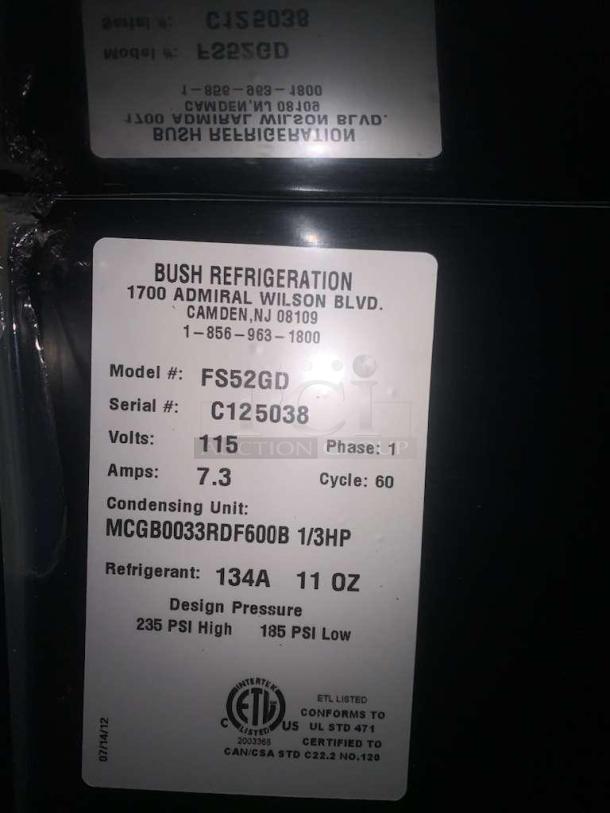 Serial #: C125038
Model #: FS52GD
1-856-963-1800
CAMDEN,NJ 08109
1700 ADMIRAL WILSON BLVD.
BUSH REFRIGERATION
BUSH REFRIGERATION
1700 ADMIRAL WILSON BLVD.
CAMDEN,NJ 08109
1-856-963-1800
Model #: FS52GD
Serial #: C125038
Volts: 115 Phase: 1
Amps: 7.3 Cycle: 60
Condensing Unit:
MCGB0033RDF600B 1/3HP
Refrigerant: 134A 11 OZ
Design Pressure
235 PSI High 185 PSI Low
INTERTEK
ETL
LISTED
C US
2003368
ETL LISTED
CONFORMS TO
UL STD 471
CERTIFIED TO
CAN/CSA STD C22.2 NO.120
07/14/12